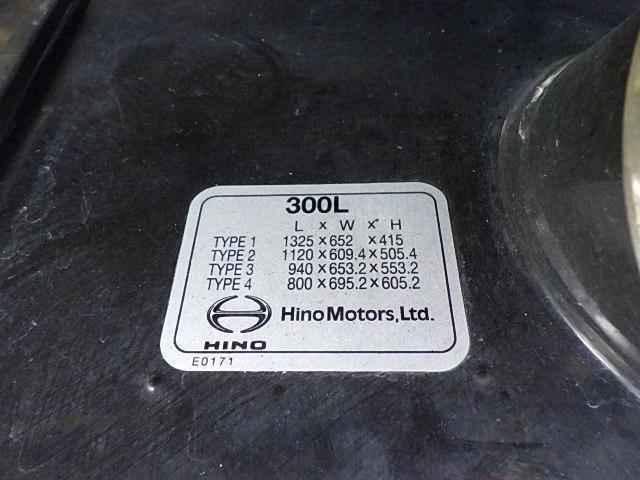 300L
L x W x H
TYPE 1 1325×652 ×415
TYPE 2 1120×609.4×505.4
TYPE 3 940×653.2×553.2
TYPE 4 800×695.2×605.2
Hino Motors, Ltd.
HINO
E0171